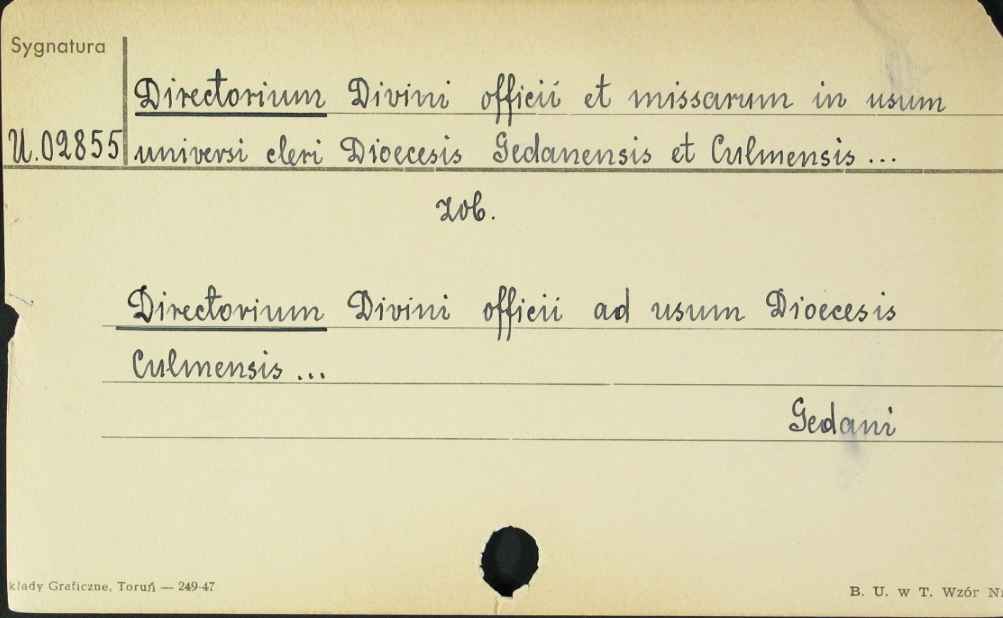 Sygnatura
Directorium Divini officii et missarum in usum
U.02855 universi cleri Dioecesis Gedanensis et Culmensis ...
zob.
Directorium Divini officii ad usum Dioecesis
Culmensis ...
Gedani
kłady Graficzne, Toruń — 249-47
B. U. w T. Wzór Nr